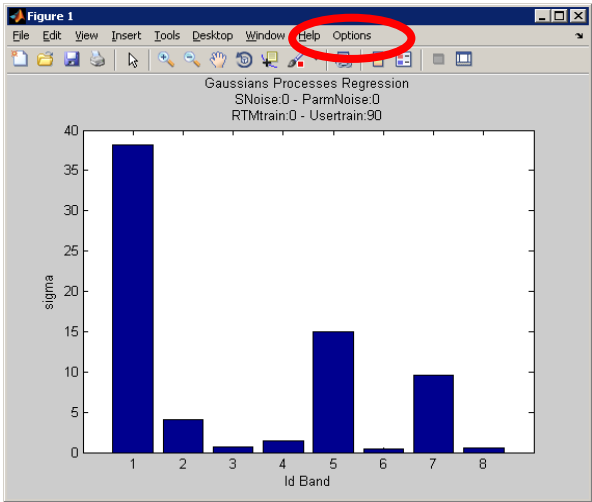 Figure 1
File Edit View Insert Tools Desktop Window Help Options
Gaussians Processes Regression
SNoise:0 - ParmNoise:0
RTMtrain:0 - Usertrain:90
40
35
30
25
20
15
10
5
0
sigma
1 2 3 4 5 6 7 8
Id Band